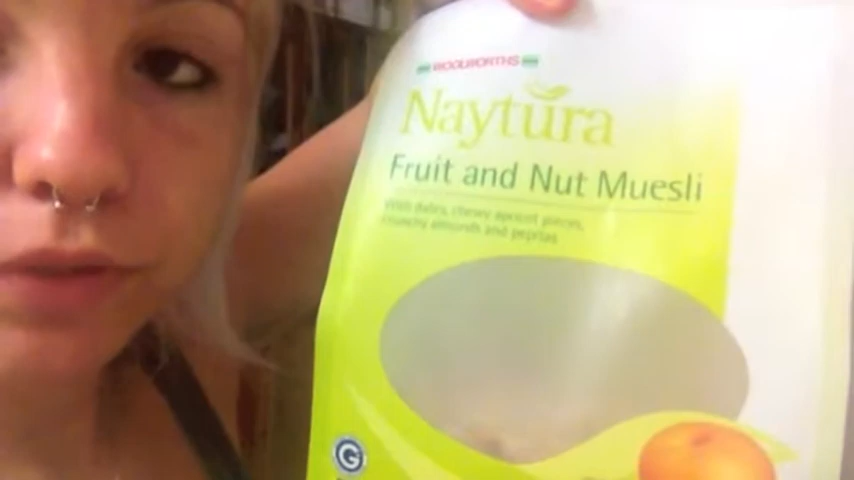 WOOLWORTHS
Naytura
Fruit and Nut Muesli
With dates, chewy apricot pieces,
crunchy almonds and pepitas
G